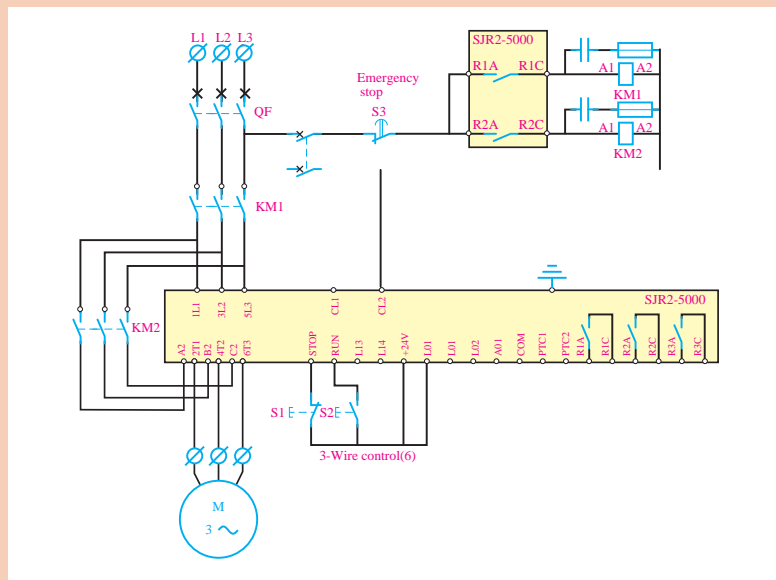 L1 L2 L3
SJR2-5000
R1A R1C
A1 A2
KM1
Emergency
stop
S3
QF
R2A R2C
A1 A2
KM2
KM1
SJR2-5000
1L1 3L2 5L3 CL1 CL2
KM2
A2 2T1 B2 4T2 C2 6T3 STOP RUN L13 L14 +24V L01 L01 L02 A01 COM PTC1 PTC2 R1A R1C R2A R2C R3A R3C
S1 S2
3-Wire control(6)
M
3